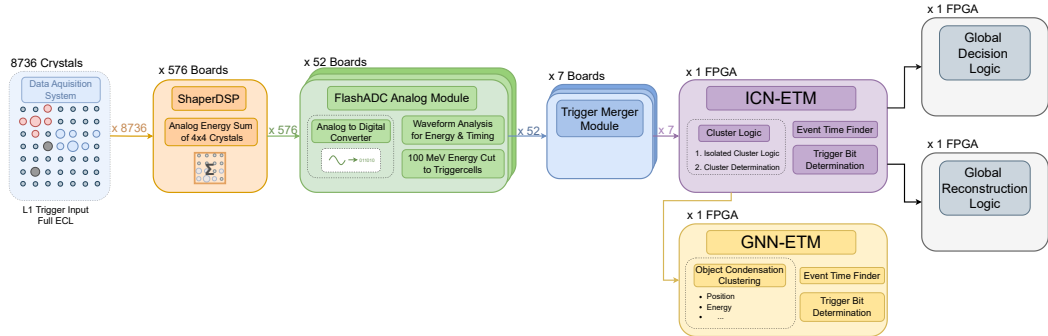 8736 Crystals
Data Aquisition
System
L1 Trigger Input
Full ECL
x 8736
x 576 Boards
ShaperDSP
Analog Energy Sum
of 4x4 Crystals
Σ
x 576
x 52 Boards
FlashADC Analog Module
Analog to Digital
Converter
010101
Waveform Analysis
for Energy & Timing
100 MeV Energy Cut
to Triggercells
x 52
x 7 Boards
Trigger Merger
Module
x 7
x 1 FPGA
ICN-ETM
Cluster Logic
1. Isolated Cluster Logic
2. Cluster Determination
Event Time Finder
Trigger Bit
Determination
x 1 FPGA
GNN-ETM
Object Condensation
Clustering
• Position
• Energy
• ...
Event Time Finder
Trigger Bit
Determination
x 1 FPGA
Global
Decision
Logic
x 1 FPGA
Global
Reconstruction
Logic